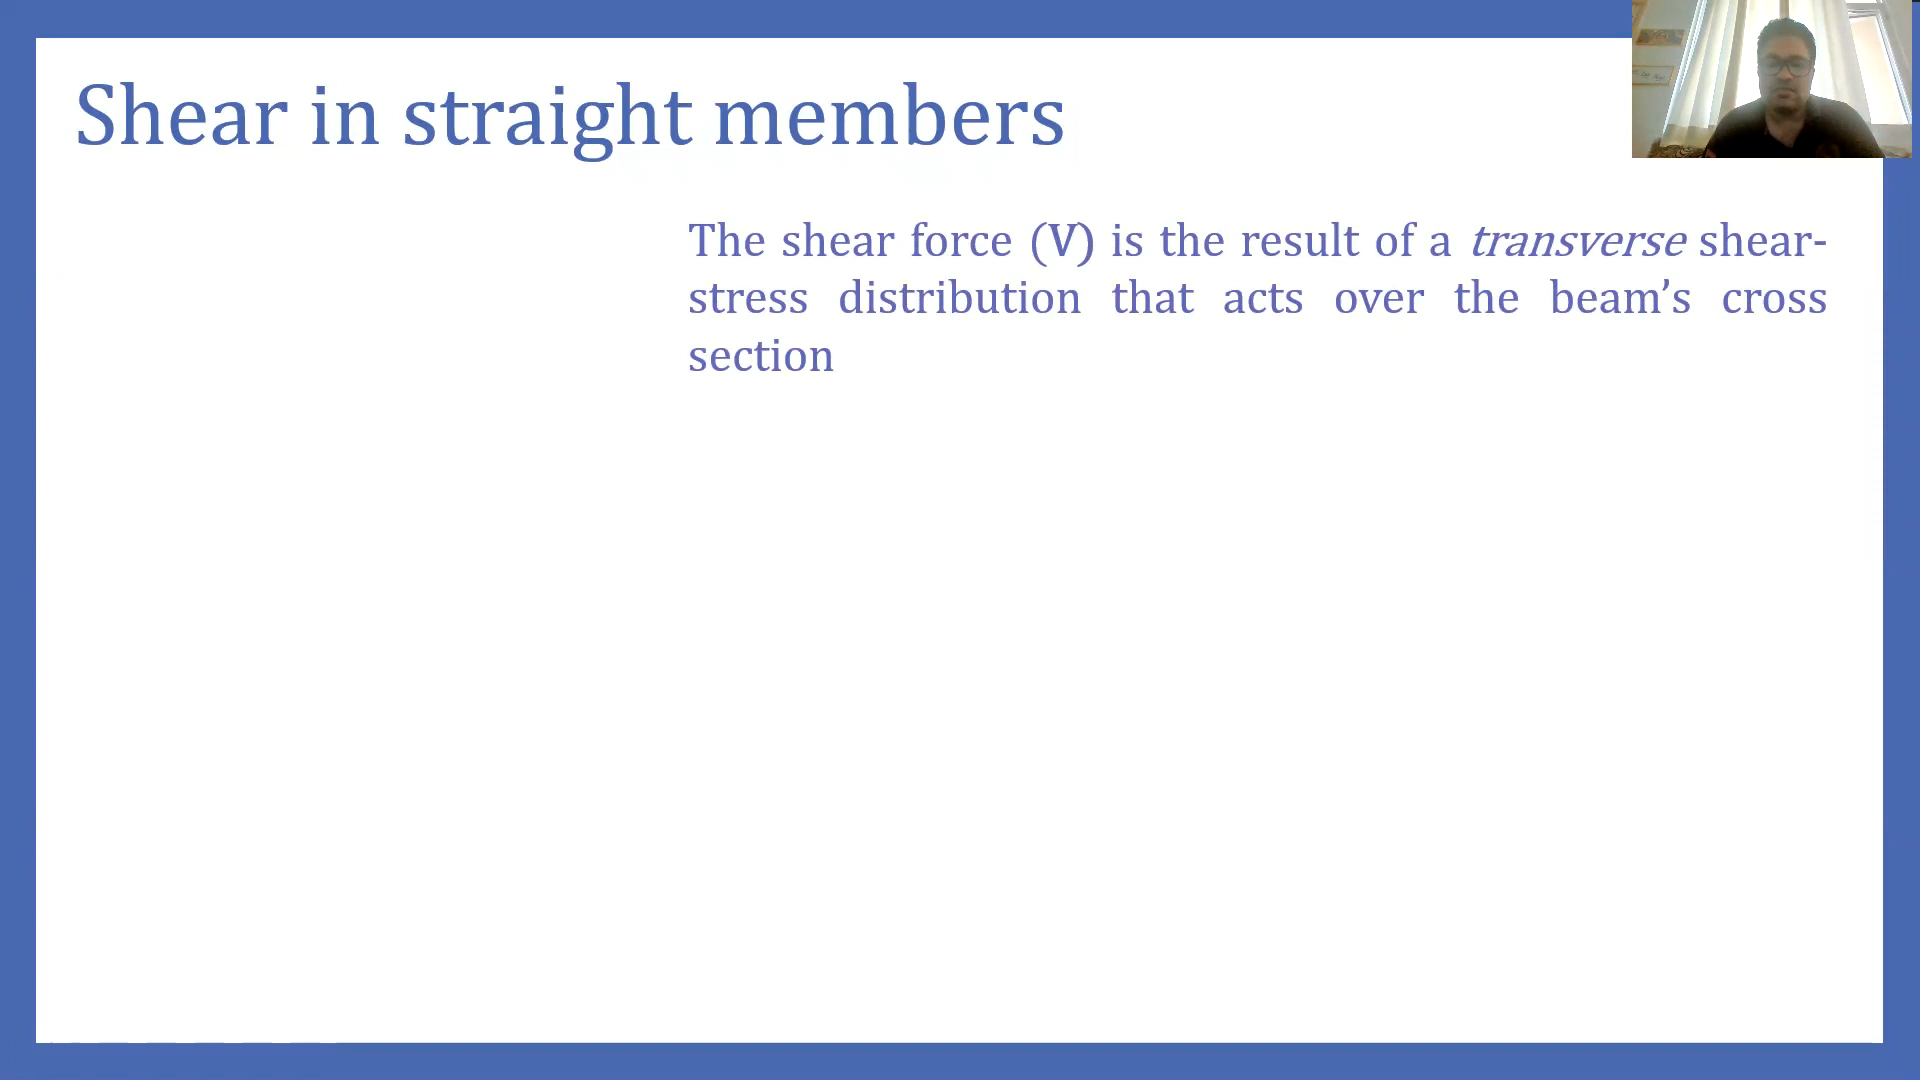 Shear in straight members
The shear force (V) is the result of a transverse shear-
stress distribution that acts over the beam’s cross
section